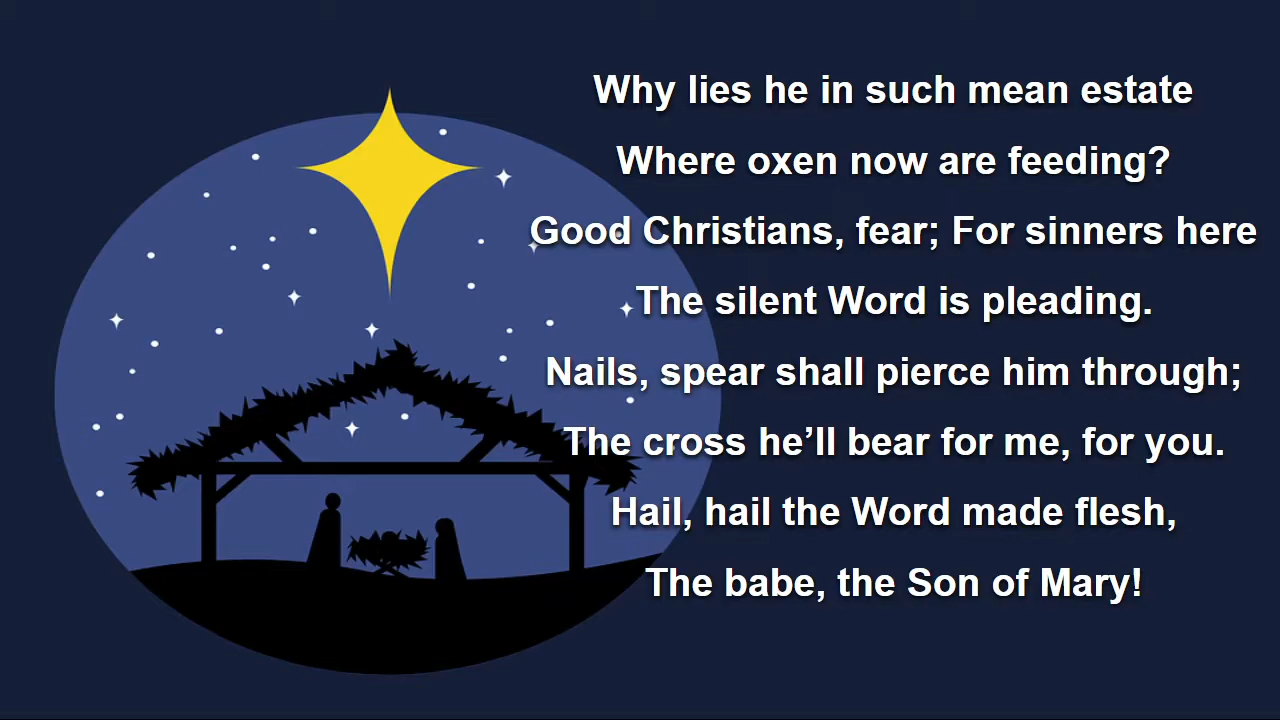 Why lies he in such mean estate
Where oxen now are feeding?
Good Christians, fear; For sinners here
The silent Word is pleading.
Nails, spear shall pierce him through;
The cross he’ll bear for me, for you.
Hail, hail the Word made flesh,
The babe, the Son of Mary!